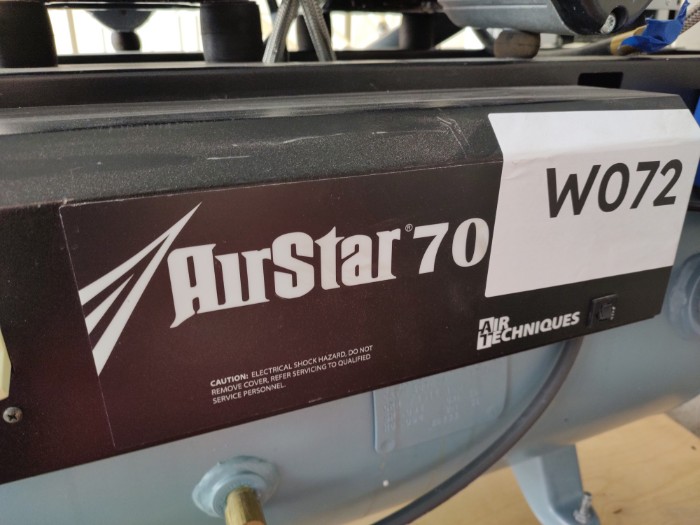 W072
AirStar® 70
AIR
TECHNIQUES
CAUTION: ELECTRICAL SHOCK HAZARD, DO NOT
REMOVE COVER, REFER SERVICING TO QUALIFIED
SERVICE PERSONNEL.